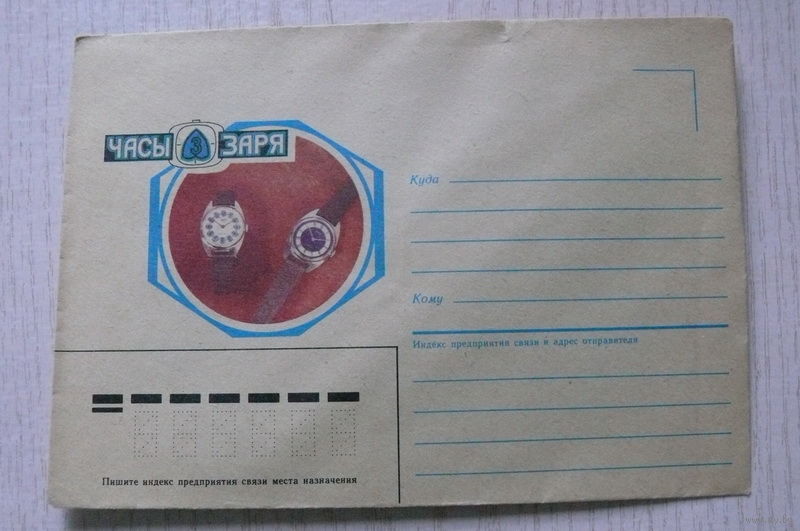 ЧАСЫ З ЗАРЯ
Куда
Кому
Индекс предприятия связи и адрес отправителя
Пишите индекс предприятия связи места назначения